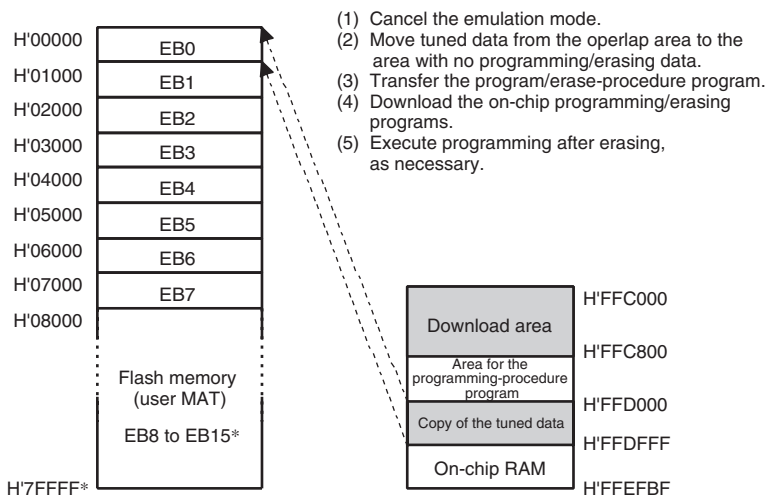 (1) Cancel the emulation mode.
(2) Move tuned data from the operlap area to the
area with no programming/erasing data.
(3) Transfer the program/erase-procedure program.
(4) Download the on-chip programming/erasing
programs.
(5) Execute programming after erasing,
as necessary.
H'00000
EB0
H'01000
EB1
H'02000
EB2
H'03000
EB3
H'04000
EB4
H'05000
EB5
H'06000
EB6
H'07000
EB7
H'08000
Flash memory
(user MAT)
EB8 to EB15*
H'7FFFF*
H'FFC000
Download area
H'FFC800
Area for the
programming-procedure
program
H'FFD000
Copy of the tuned data
H'FFDFFF
On-chip RAM
H'FFEFBF